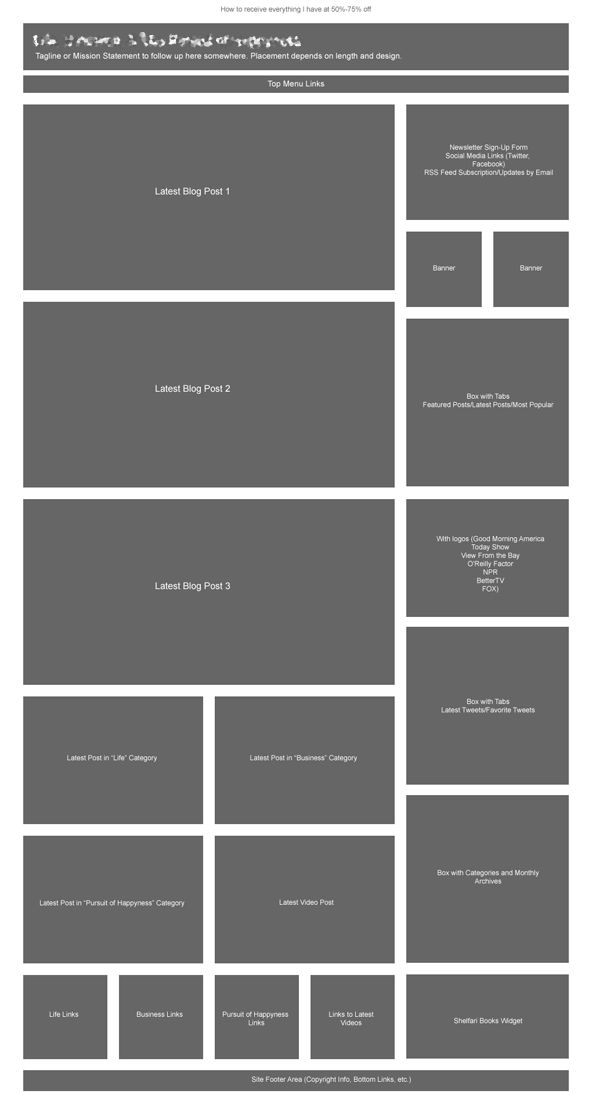 How to receive everything I have at 50%-75% off
Tagline or Mission Statement to follow up here somewhere. Placement depends on length and design.
Top Menu Links
Latest Blog Post 1
Newsletter Sign-Up Form
Social Media Links (Twitter,
Facebook)
RSS Feed Subscription/Updates by Email
Banner
Banner
Latest Blog Post 2
Box with Tabs
Featured Posts/Latest Posts/Most Popular
Latest Blog Post 3
With logos (Good Morning America
Today Show
View From the Bay
O'Reilly Factor
NPR
BetterTV
FOX)
Box with Tabs
Latest Tweets/Favorite Tweets
Latest Post in “Life” Category
Latest Post in “Business” Category
Latest Post in “Pursuit of Happyness” Category
Latest Video Post
Box with Categories and Monthly
Archives
Life Links
Business Links
Pursuit of Happyness
Links
Links to Latest
Videos
Shelfari Books Widget
Site Footer Area (Copyright Info, Bottom Links, etc.)